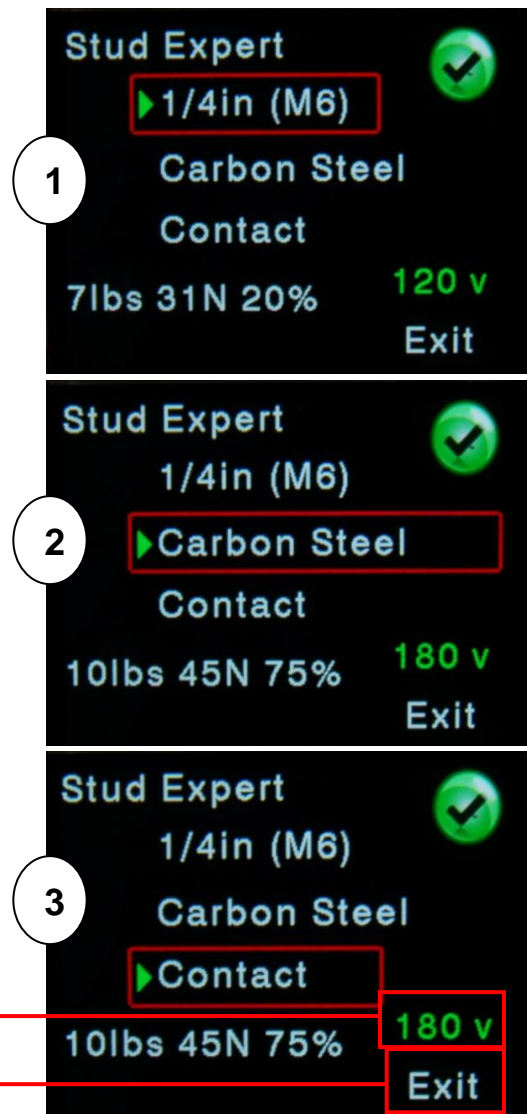 Stud Expert
1/4in (M6)
1
Carbon Steel
Contact
7lbs 31N 20%
120 v
Exit
Stud Expert
1/4in (M6)
2
Carbon Steel
Contact
10lbs 45N 75%
180 v
Exit
Stud Expert
1/4in (M6)
3
Carbon Steel
Contact
10lbs 45N 75%
180 v
Exit